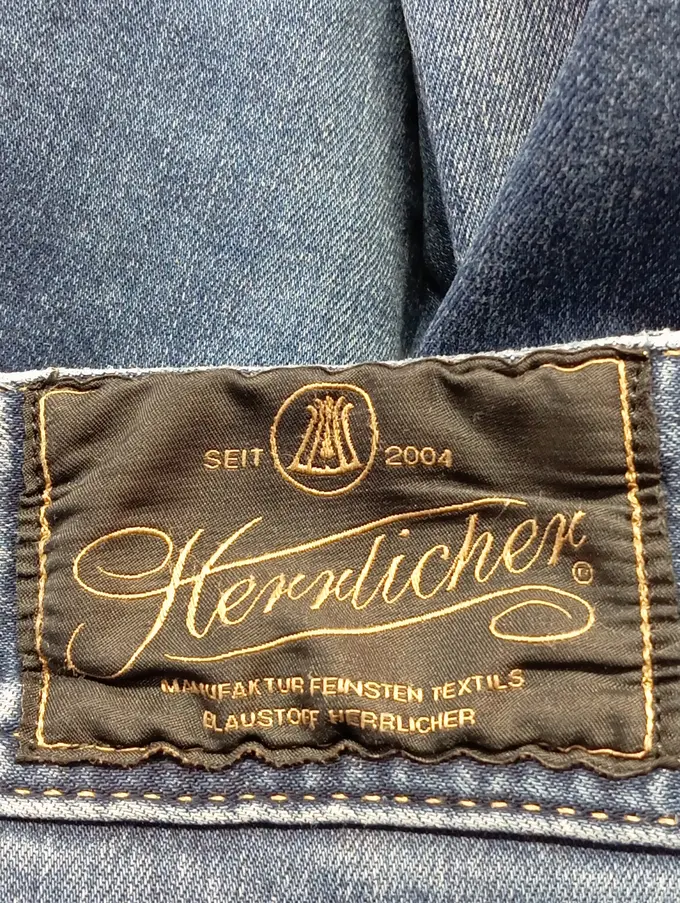 SEIT 2004
Herrlicher ®
MANUFAKTUR FEINSTEN TEXTILS
BLAUSTOFF HERRLICHER